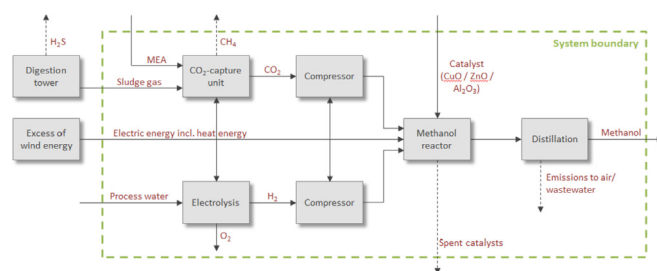 H₂S
CH₄
System boundary
MEA
Digestion
tower
Sludge gas
CO₂-capture
unit
CO₂
Compressor
Catalyst
(CuO / ZnO /
Al₂O₃)
Excess of
wind energy
Electric energy incl. heat energy
Methanol
reactor
Distillation
Methanol
Process water
Electrolysis
H₂
Compressor
Emissions to air/
wastewater
O₂
Spent catalysts